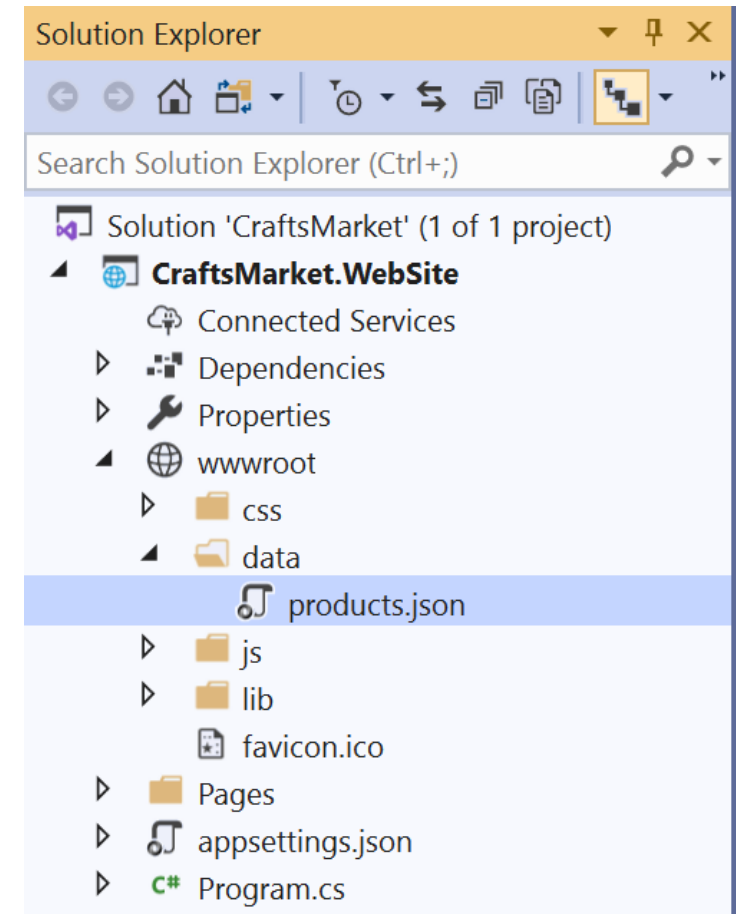 Solution Explorer
Search Solution Explorer (Ctrl+;)
Solution 'CraftsMarket' (1 of 1 project)
CraftsMarket.WebSite
Connected Services
Dependencies
Properties
wwwroot
css
data
products.json
js
lib
favicon.ico
Pages
appsettings.json
C# Program.cs